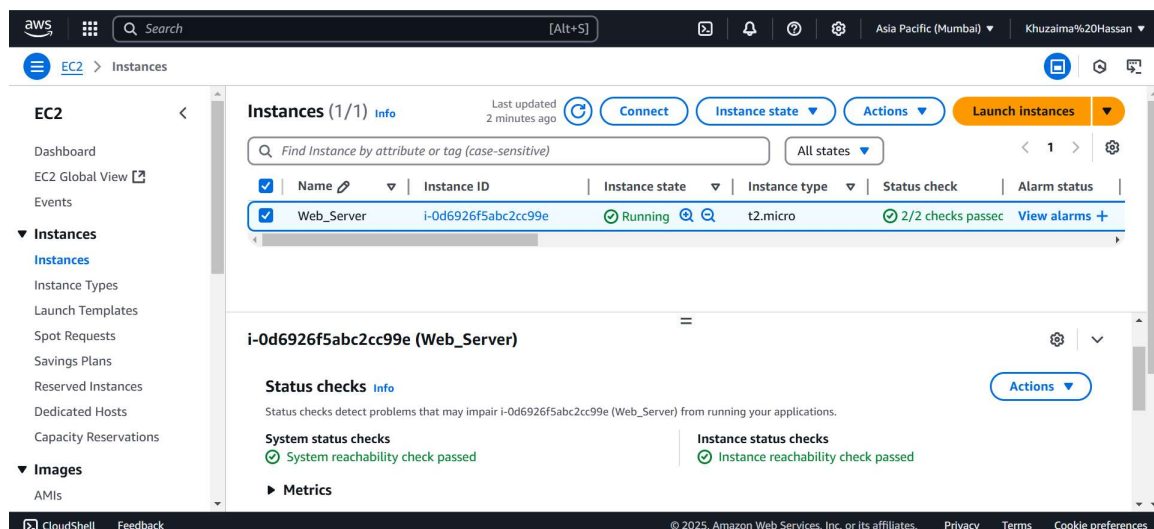 aws Search [Alt+S] Asia Pacific (Mumbai) ▼ Khuzaima%20Hassan ▼
EC2 > Instances
EC2
Dashboard
EC2 Global View
Events
▼ Instances
Instances
Instance Types
Launch Templates
Spot Requests
Savings Plans
Reserved Instances
Dedicated Hosts
Capacity Reservations
▼ Images
AMIs
Instances (1/1) Info
Last updated
2 minutes ago
Connect Instance state ▼ Actions ▼ Launch instances ▼
Find Instance by attribute or tag (case-sensitive) All states ▼ < 1 >
Name Instance ID Instance state Instance type Status check Alarm status
Web_Server i-0d6926f5abc2cc99e Running t2.micro 2/2 checks passec View alarms +
i-0d6926f5abc2cc99e (Web_Server)
Status checks Info Actions ▼
Status checks detect problems that may impair i-0d6926f5abc2cc99e (Web_Server) from running your applications.
System status checks Instance status checks
System reachability check passed Instance reachability check passed
▶ Metrics
CloudShell Feedback © 2025, Amazon Web Services, Inc. or its affiliates. Privacy Terms Cookie preferences